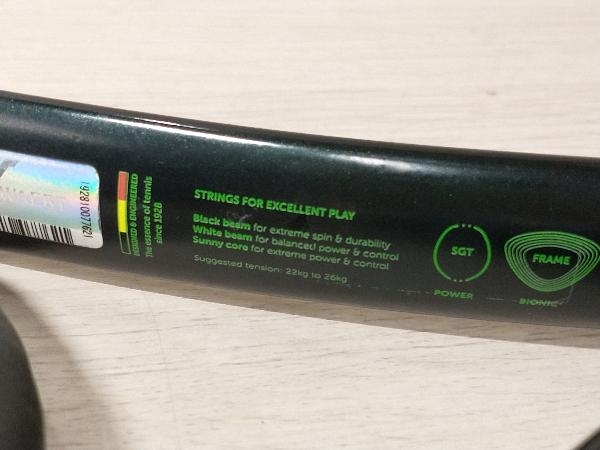 192810077621
DESIGNED & ENGINEERED
The essence of tennis
since 1928
STRINGS FOR EXCELLENT PLAY
Black beam for extreme spin & durability
White beam for balanced power & control
Sunny core for extreme power & control
Suggested tension: 22kg to 26kg
SGT
POWER
FRAME
BIONIC